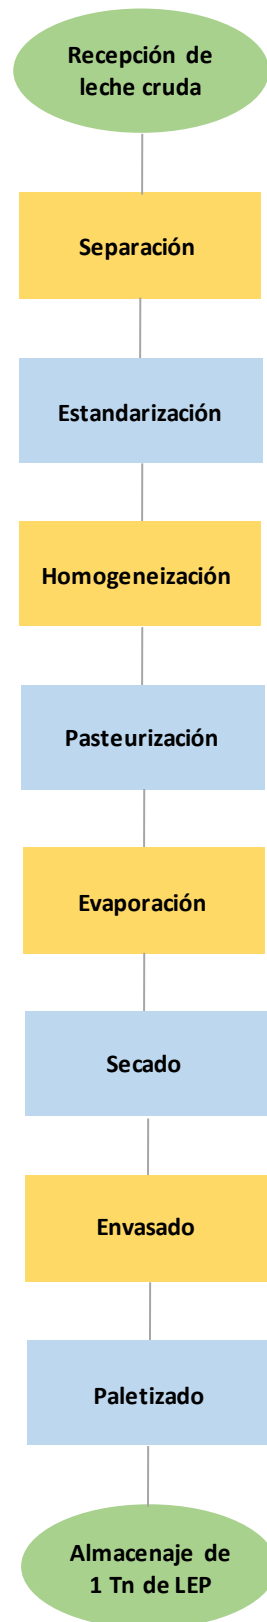 Recepción de
leche cruda
Separación
Estandarización
Homogeneización
Pasteurización
Evaporación
Secado
Envasado
Paletizado
Almacenaje de
1 Tn de LEP